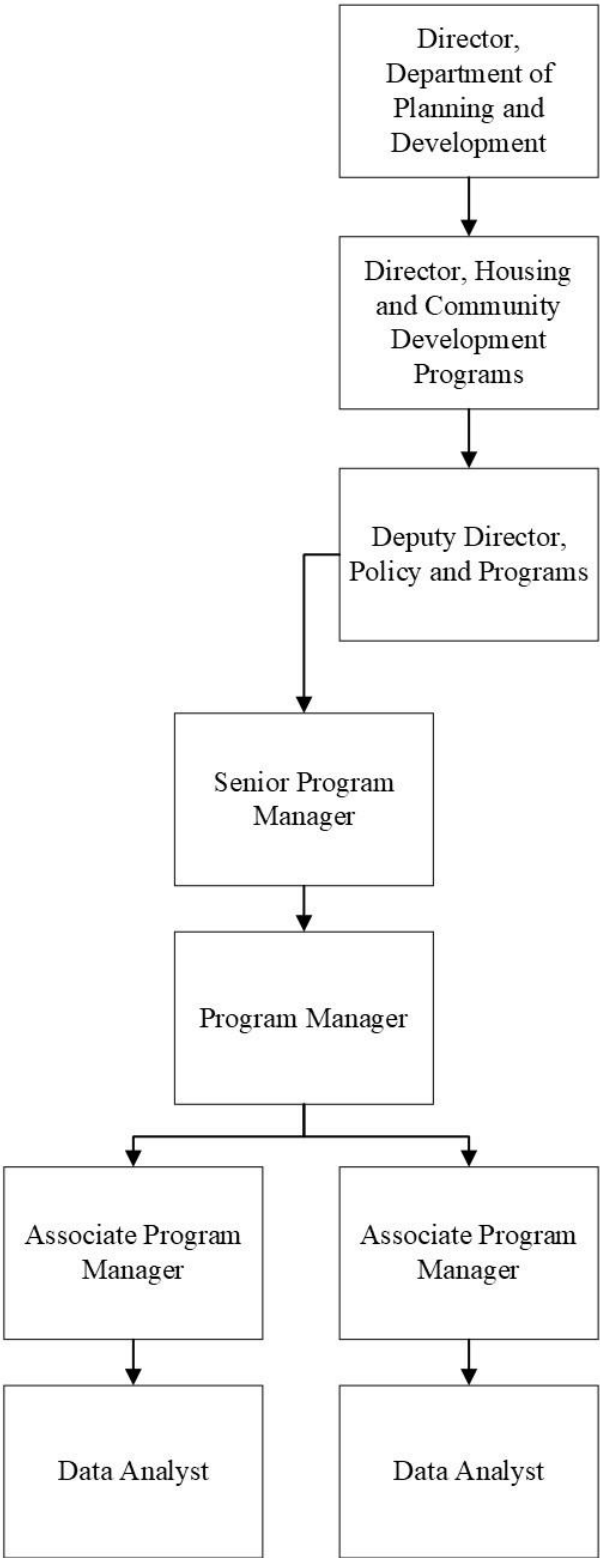 Director,
Department of
Planning and
Development
Director, Housing
and Community
Development
Programs
Deputy Director,
Policy and Programs
Senior Program
Manager
Program Manager
Associate Program
Manager
Associate Program
Manager
Data Analyst
Data Analyst